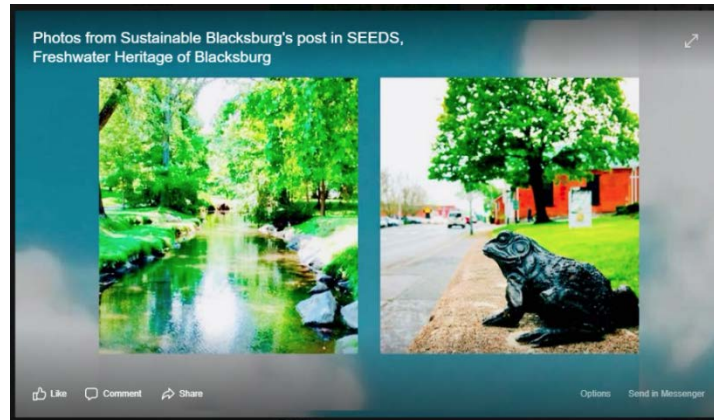 Photos from Sustainable Blacksburg's post in SEEDS,
Freshwater Heritage of Blacksburg
Like
Comment
Share
Options
Send in Messenger